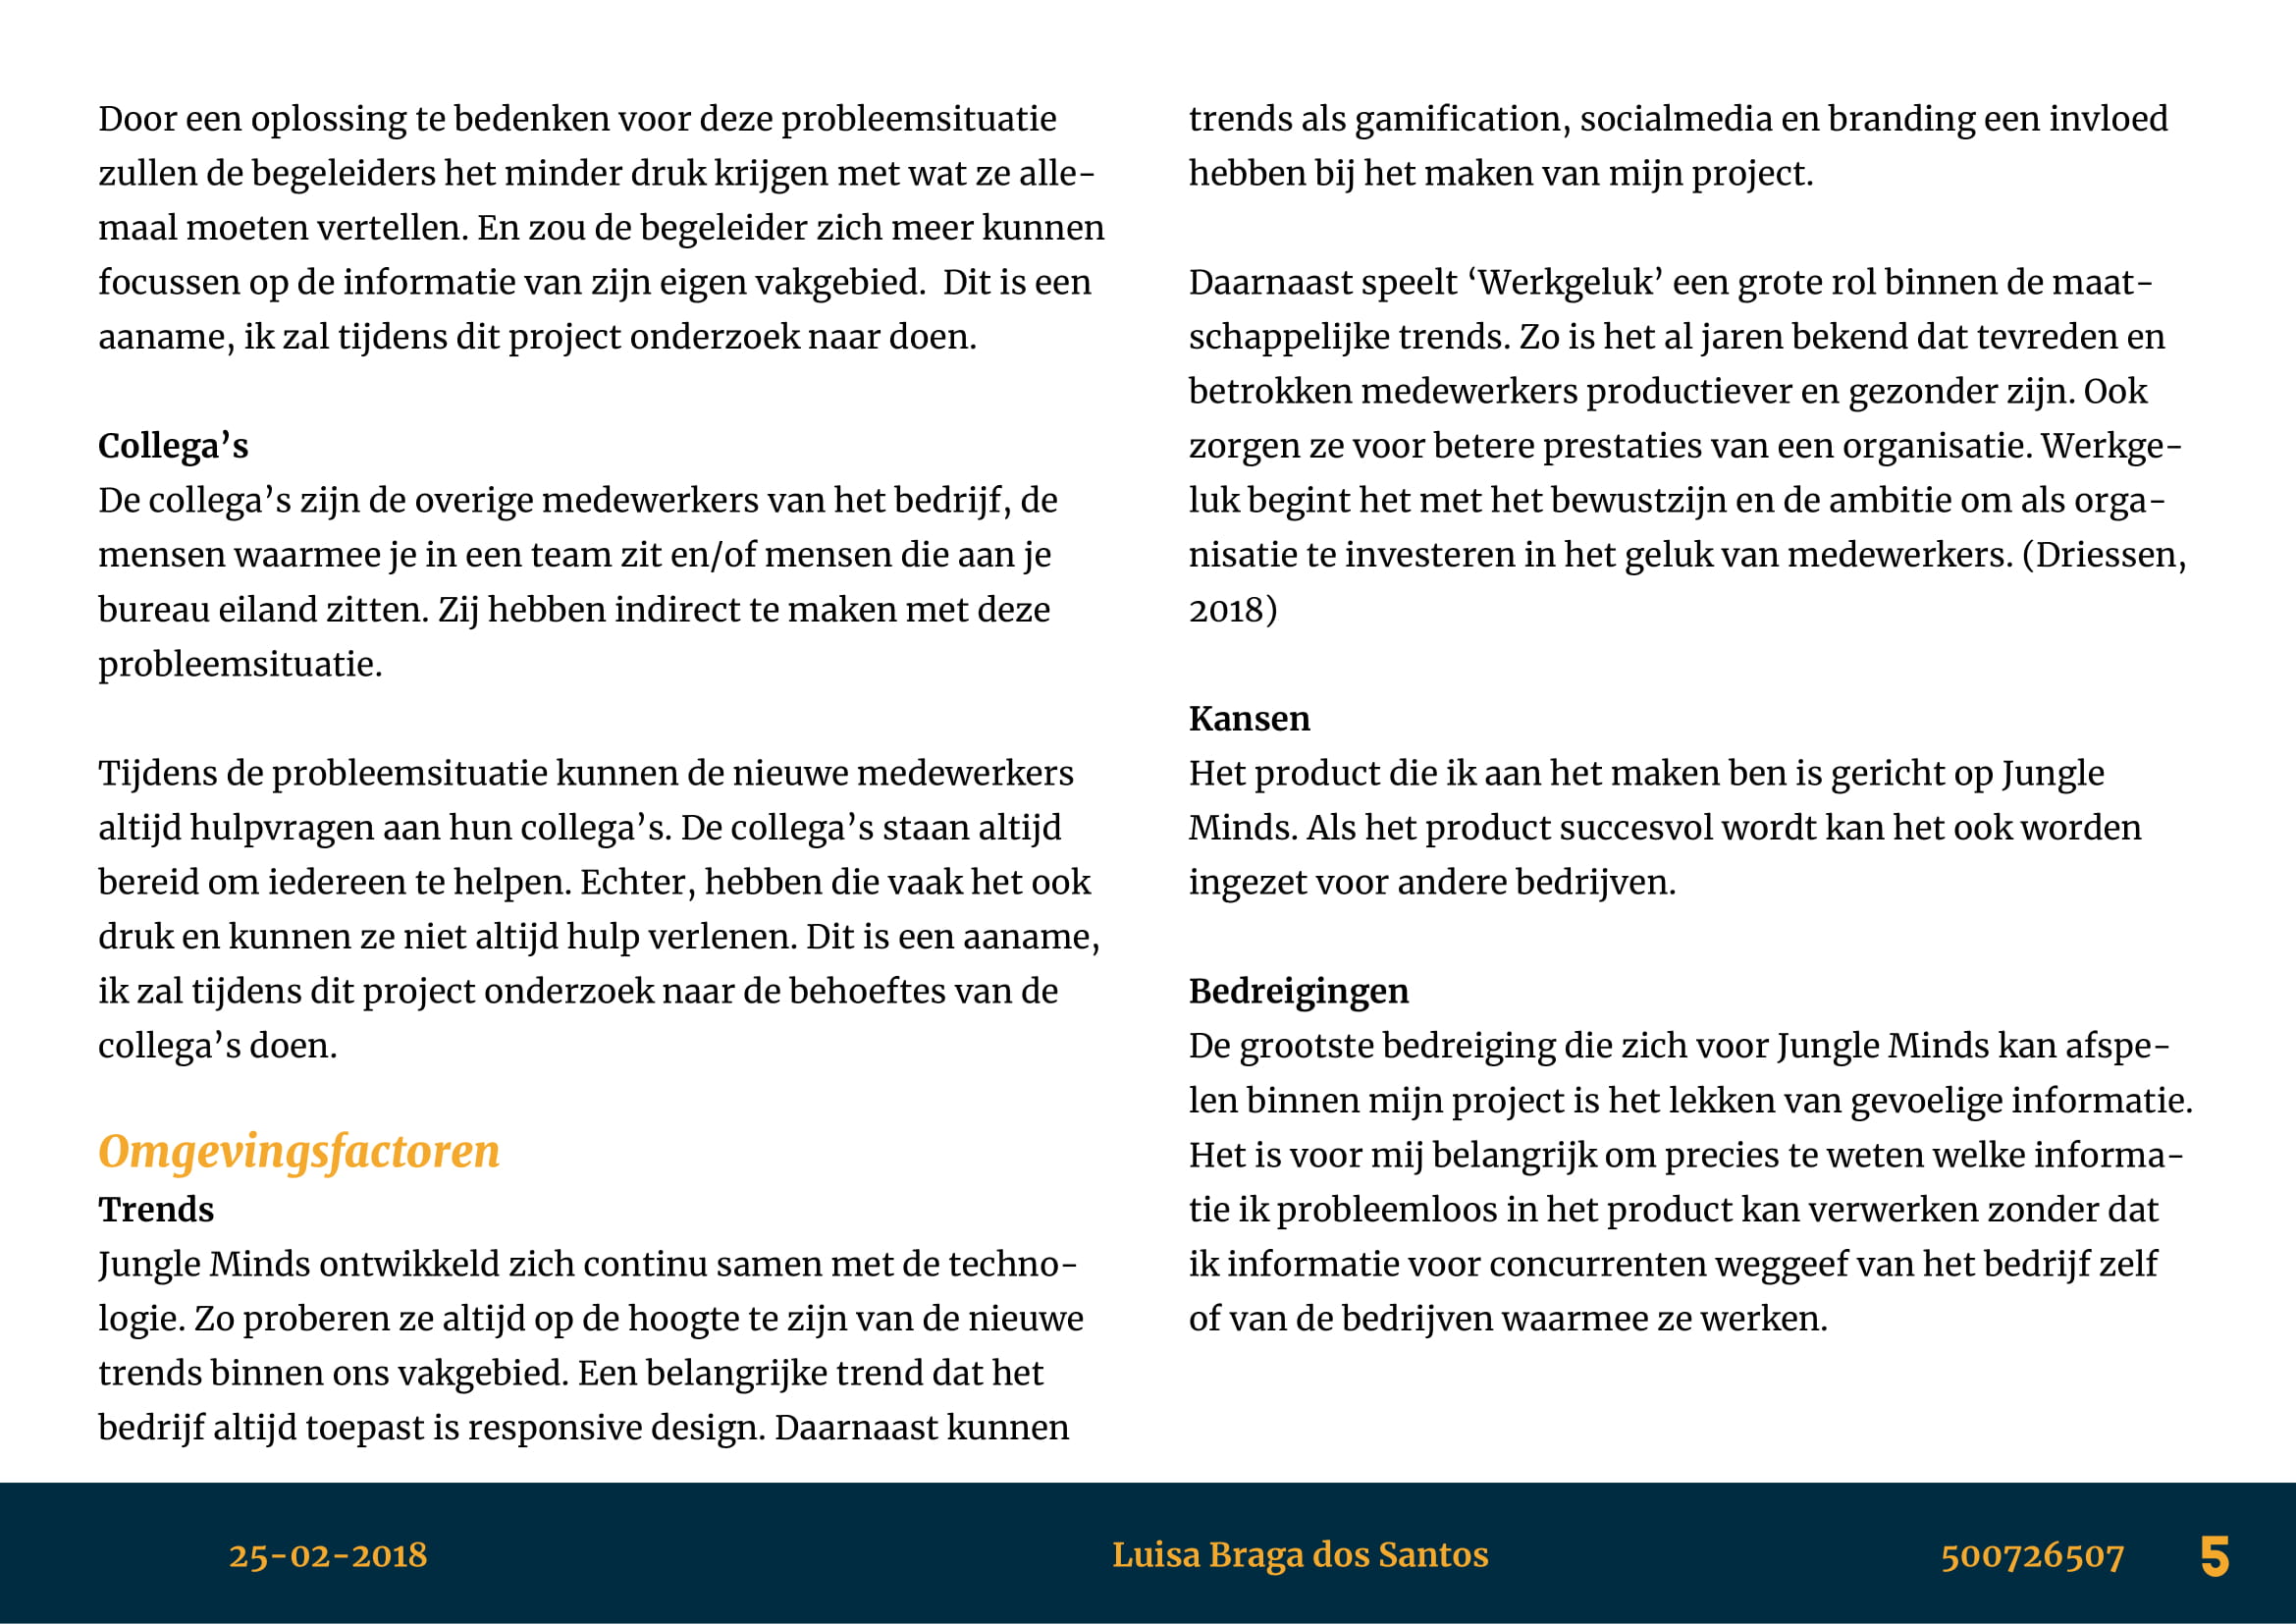 Door een oplossing te bedenken voor deze probleemsituatie
zullen de begeleiders het minder druk krijgen met wat ze alle-
maal moeten vertellen. En zou de begeleider zich meer kunnen
focussen op de informatie van zijn eigen vakgebied.  Dit is een
aaname, ik zal tijdens dit project onderzoek naar doen.

Collega’s
De collega’s zijn de overige medewerkers van het bedrijf, de
mensen waarmee je in een team zit en/of mensen die aan je
bureau eiland zitten. Zij hebben indirect te maken met deze
probleemsituatie.

Tijdens de probleemsituatie kunnen de nieuwe medewerkers
altijd hulpvragen aan hun collega’s. De collega’s staan altijd
bereid om iedereen te helpen. Echter, hebben die vaak het ook
druk en kunnen ze niet altijd hulp verlenen. Dit is een aaname,
ik zal tijdens dit project onderzoek naar de behoeftes van de
collega’s doen.

Omgevingsfactoren
Trends
Jungle Minds ontwikkeld zich continu samen met de techno-
logie. Zo proberen ze altijd op de hoogte te zijn van de nieuwe
trends binnen ons vakgebied. Een belangrijke trend dat het
bedrijf altijd toepast is responsive design. Daarnaast kunnen
trends als gamification, socialmedia en branding een invloed
hebben bij het maken van mijn project.

Daarnaast speelt ‘Werkgeluk’ een grote rol binnen de maat-
schappelijke trends. Zo is het al jaren bekend dat tevreden en
betrokken medewerkers productiever en gezonder zijn. Ook
zorgen ze voor betere prestaties van een organisatie. Werkge-
luk begint het met het bewustzijn en de ambitie om als orga-
nisatie te investeren in het geluk van medewerkers. (Driessen,
2018)

Kansen
Het product die ik aan het maken ben is gericht op Jungle
Minds. Als het product succesvol wordt kan het ook worden
ingezet voor andere bedrijven.

Bedreigingen
De grootste bedreiging die zich voor Jungle Minds kan afspe-
len binnen mijn project is het lekken van gevoelige informatie.
Het is voor mij belangrijk om precies te weten welke informa-
tie ik probleemloos in het product kan verwerken zonder dat
ik informatie voor concurrenten weggeef van het bedrijf zelf
of van de bedrijven waarmee ze werken.

25-02-2018
Luisa Braga dos Santos
500726507
5